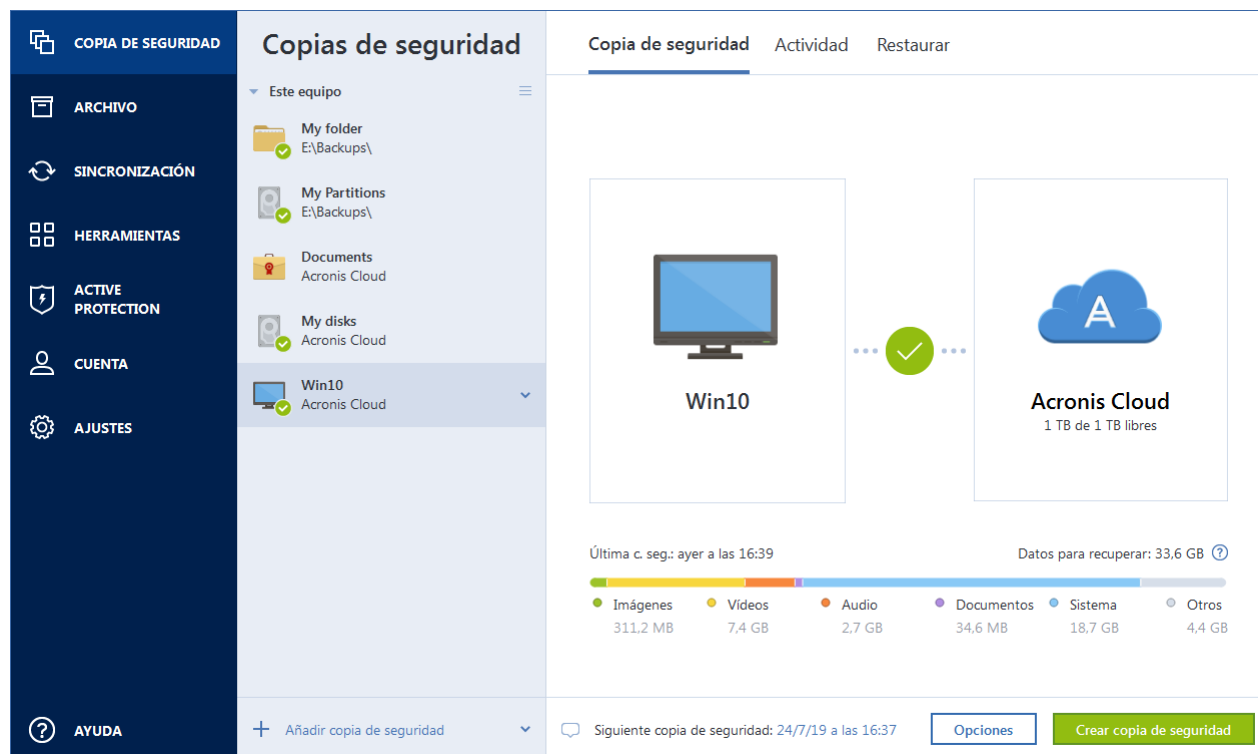 COPIA DE SEGURIDAD
ARCHIVO
SINCRONIZACIÓN
HERRAMIENTAS
ACTIVE
PROTECTION
CUENTA
AJUSTES
AYUDA
Copias de seguridad
Este equipo
My folder
E:\Backups\
My Partitions
E:\Backups\
Documents
Acronis Cloud
My disks
Acronis Cloud
Win10
Acronis Cloud
Añadir copia de seguridad
Copia de seguridad Actividad Restaurar
Win10
A
Acronis Cloud
1 TB de 1 TB libres
Última c. seg.: ayer a las 16:39
Datos para recuperar: 33,6 GB ?
Imágenes Vídeos Audio Documentos Sistema Otros
311,2 MB 7,4 GB 2,7 GB 34,6 MB 18,7 GB 4,4 GB
Siguiente copia de seguridad: 24/7/19 a las 16:37
Opciones
Crear copia de seguridad